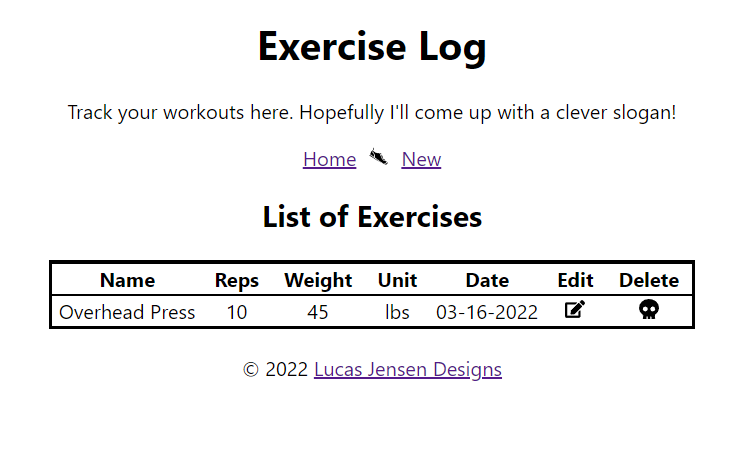 Exercise Log
Track your workouts here. Hopefully I'll come up with a clever slogan!
Home New
List of Exercises
Name Reps Weight Unit Date Edit Delete
Overhead Press 10 45 lbs 03-16-2022
© 2022 Lucas Jensen Designs